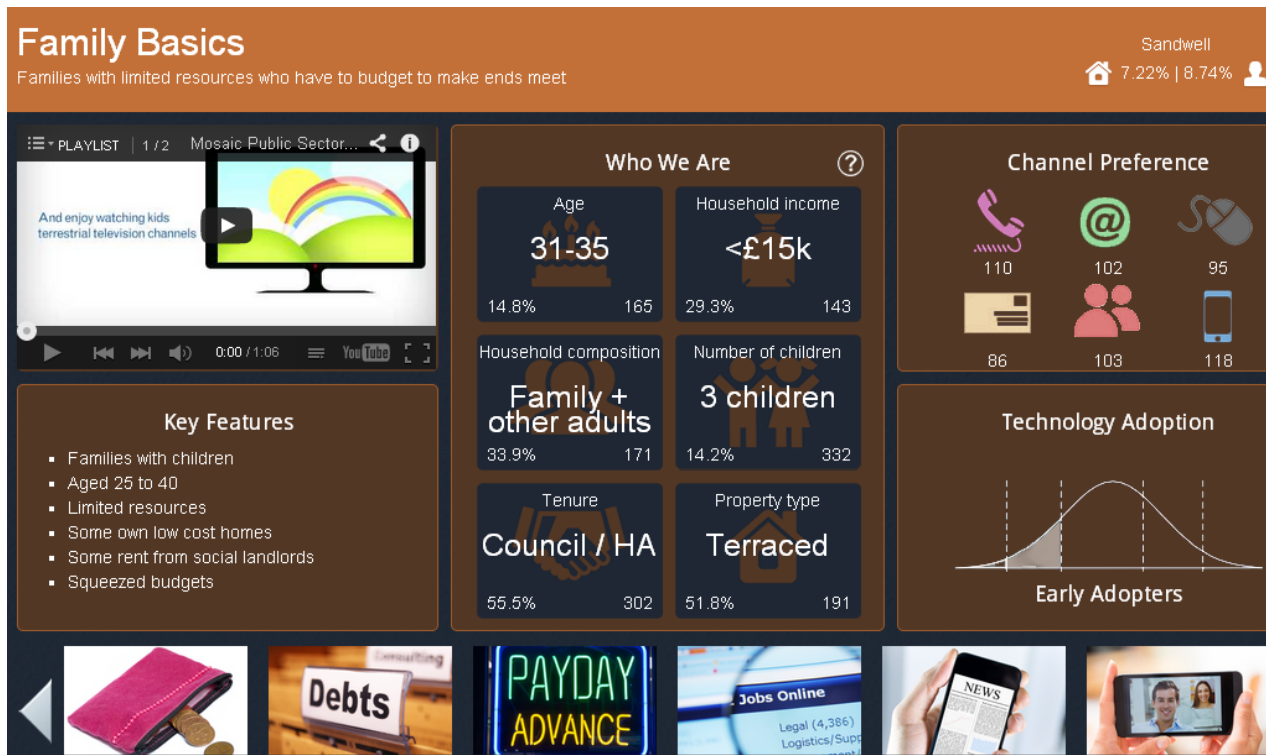 Family Basics
Families with limited resources who have to budget to make ends meet
Sandwell
7.22% | 8.74%
PLAYLIST | 1 / 2 Mosaic Public Sector...
And enjoy watching kids
terrestrial television channels
0:00 / 1:06 YouTube
Key Features
Families with children
Aged 25 to 40
Limited resources
Some own low cost homes
Some rent from social landlords
Squeezed budgets
Who We Are ?
Age
31-35
14.8% 165
Household income
<£15k
29.3% 143
Household composition
Family +
other adults
33.9% 171
Number of children
3 children
14.2% 332
Tenure
Council / HA
55.5% 302
Property type
Terraced
51.8% 191
Channel Preference
@
110 102 95
86 103 118
Technology Adoption
Early Adopters
Consulting
Debts
PAYDAY
ADVANCE
Jobs Online
Legal (4,386)
NEWS